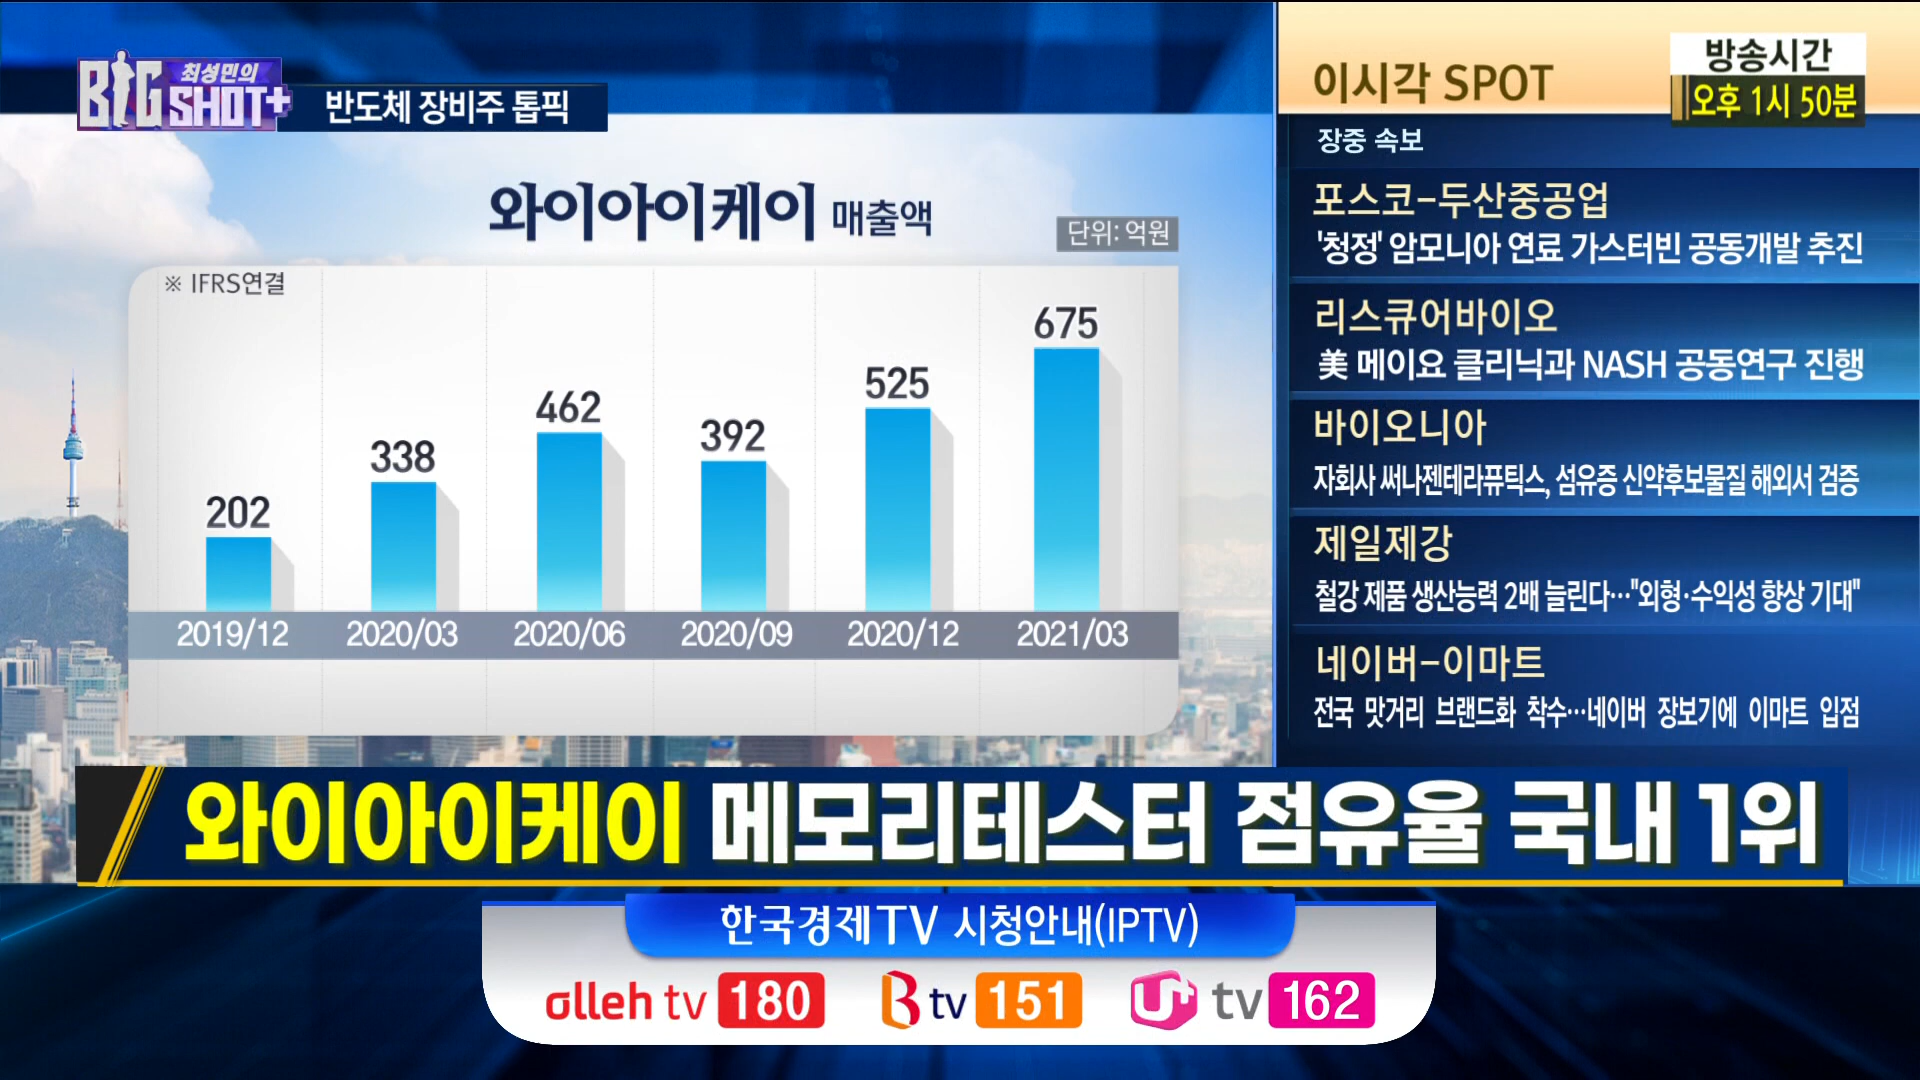 최성민의
BIG SHOT+
반도체 장비주 톱픽
와이아이케이 매출액
단위: 억원
※ IFRS연결
202
338
462
392
525
675
2019/12
2020/03
2020/06
2020/09
2020/12
2021/03
이시각 SPOT
방송시간
오후 1시 50분
장중 속보
포스코-두산중공업
'청정' 암모니아 연료 가스터빈 공동개발 추진
리스큐어바이오
美 메이요 클리닉과 NASH 공동연구 진행
바이오니아
자회사 써나젠테라퓨틱스, 섬유증 신약후보물질 해외서 검증
제일제강
철강 제품 생산능력 2배 늘린다…"외형·수익성 향상 기대"
네이버-이마트
전국 맛거리 브랜드화 착수…네이버 장보기에 이마트 입점
와이아이케이 메모리테스터 점유율 국내 1위
한국경제TV 시청안내(IPTV)
olleh tv 180
B tv 151
U+ tv 162